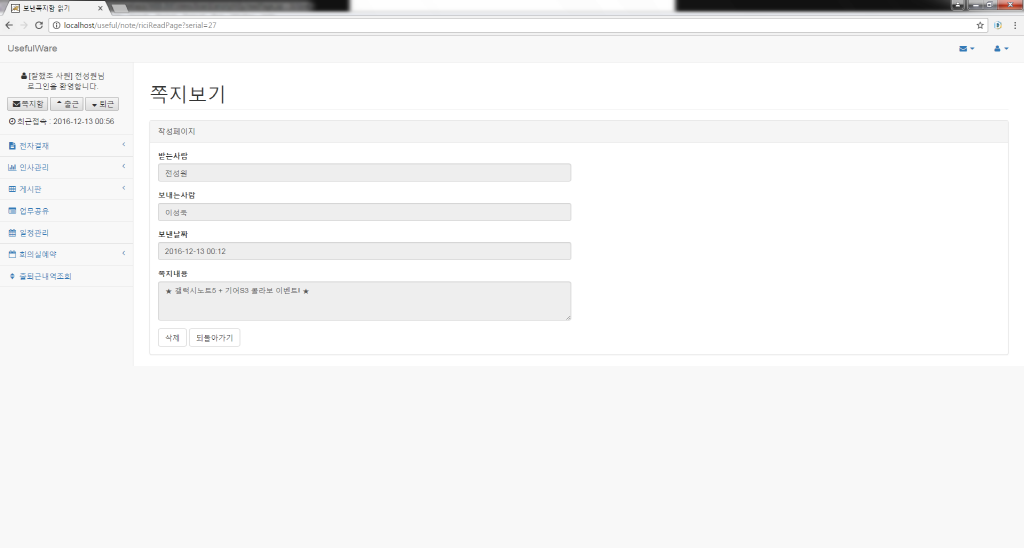 보낸쪽지함 읽기
localhost/useful/note/riciReadPage?serial=27
UsefulWare
[잘했조 사원] 전성원님
로그인을 환영합니다.
쪽지함 출근 퇴근
최근접속 : 2016-12-13 00:56
전자결재
인사관리
게시판
업무공유
일정관리
회의실예약
출퇴근내역조회
쪽지보기
작성페이지
받는사람
전성원
보내는사람
이성욱
보낸날짜
2016-12-13 00:12
쪽지내용
★ 갤럭시노트5 + 기어S3 콜라보 이벤트!! ★
삭제 되돌아가기